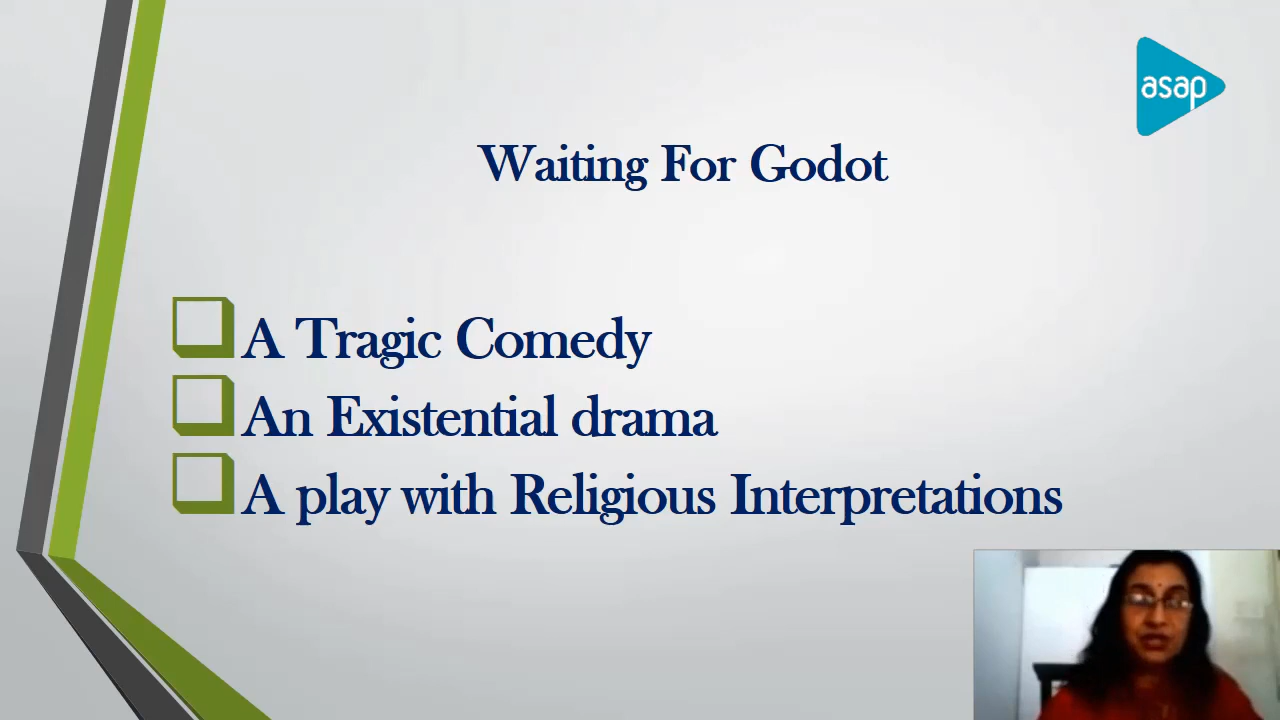 asap
Waiting For Godot
A Tragic Comedy
An Existential drama
A play with Religious Interpretations